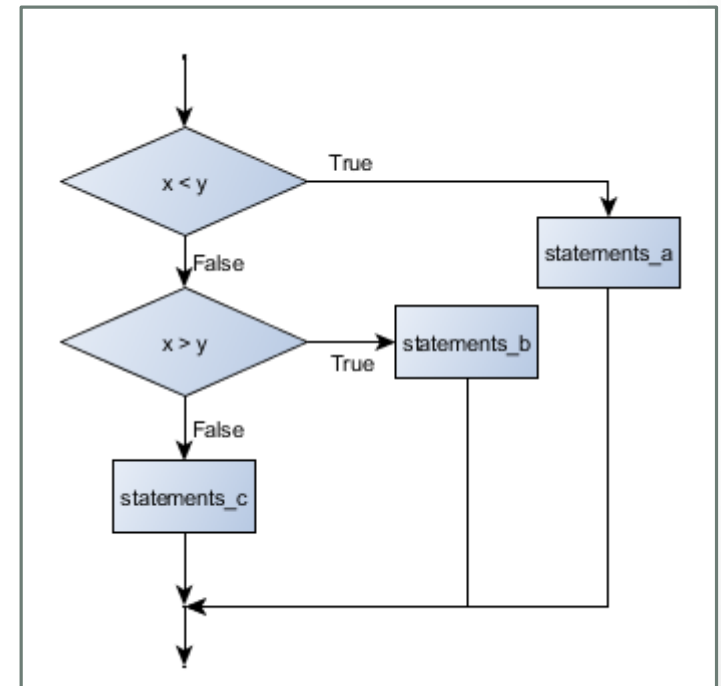 True
x < y
statements_a
False
x > y
statements_b
True
False
statements_c